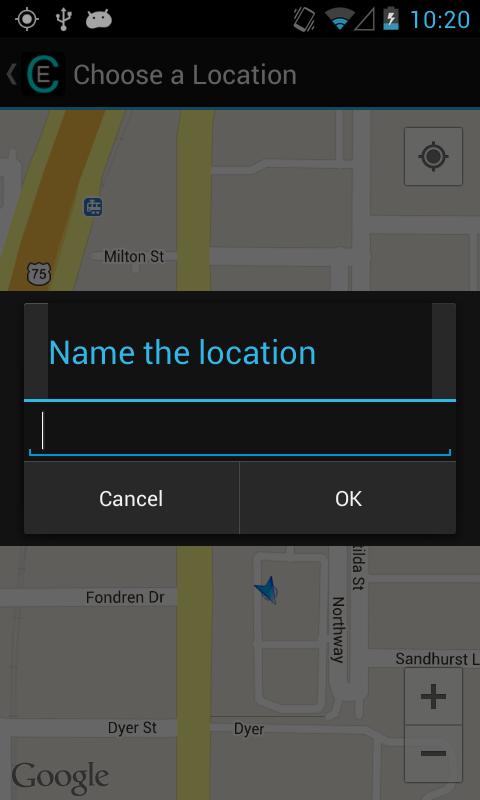 10:20
CE Choose a Location
Milton St
75
Name the location
Cancel OK
Fondren Dr
ilda St
Northway
Sandhurst L
Dyer St
Dyer
Google